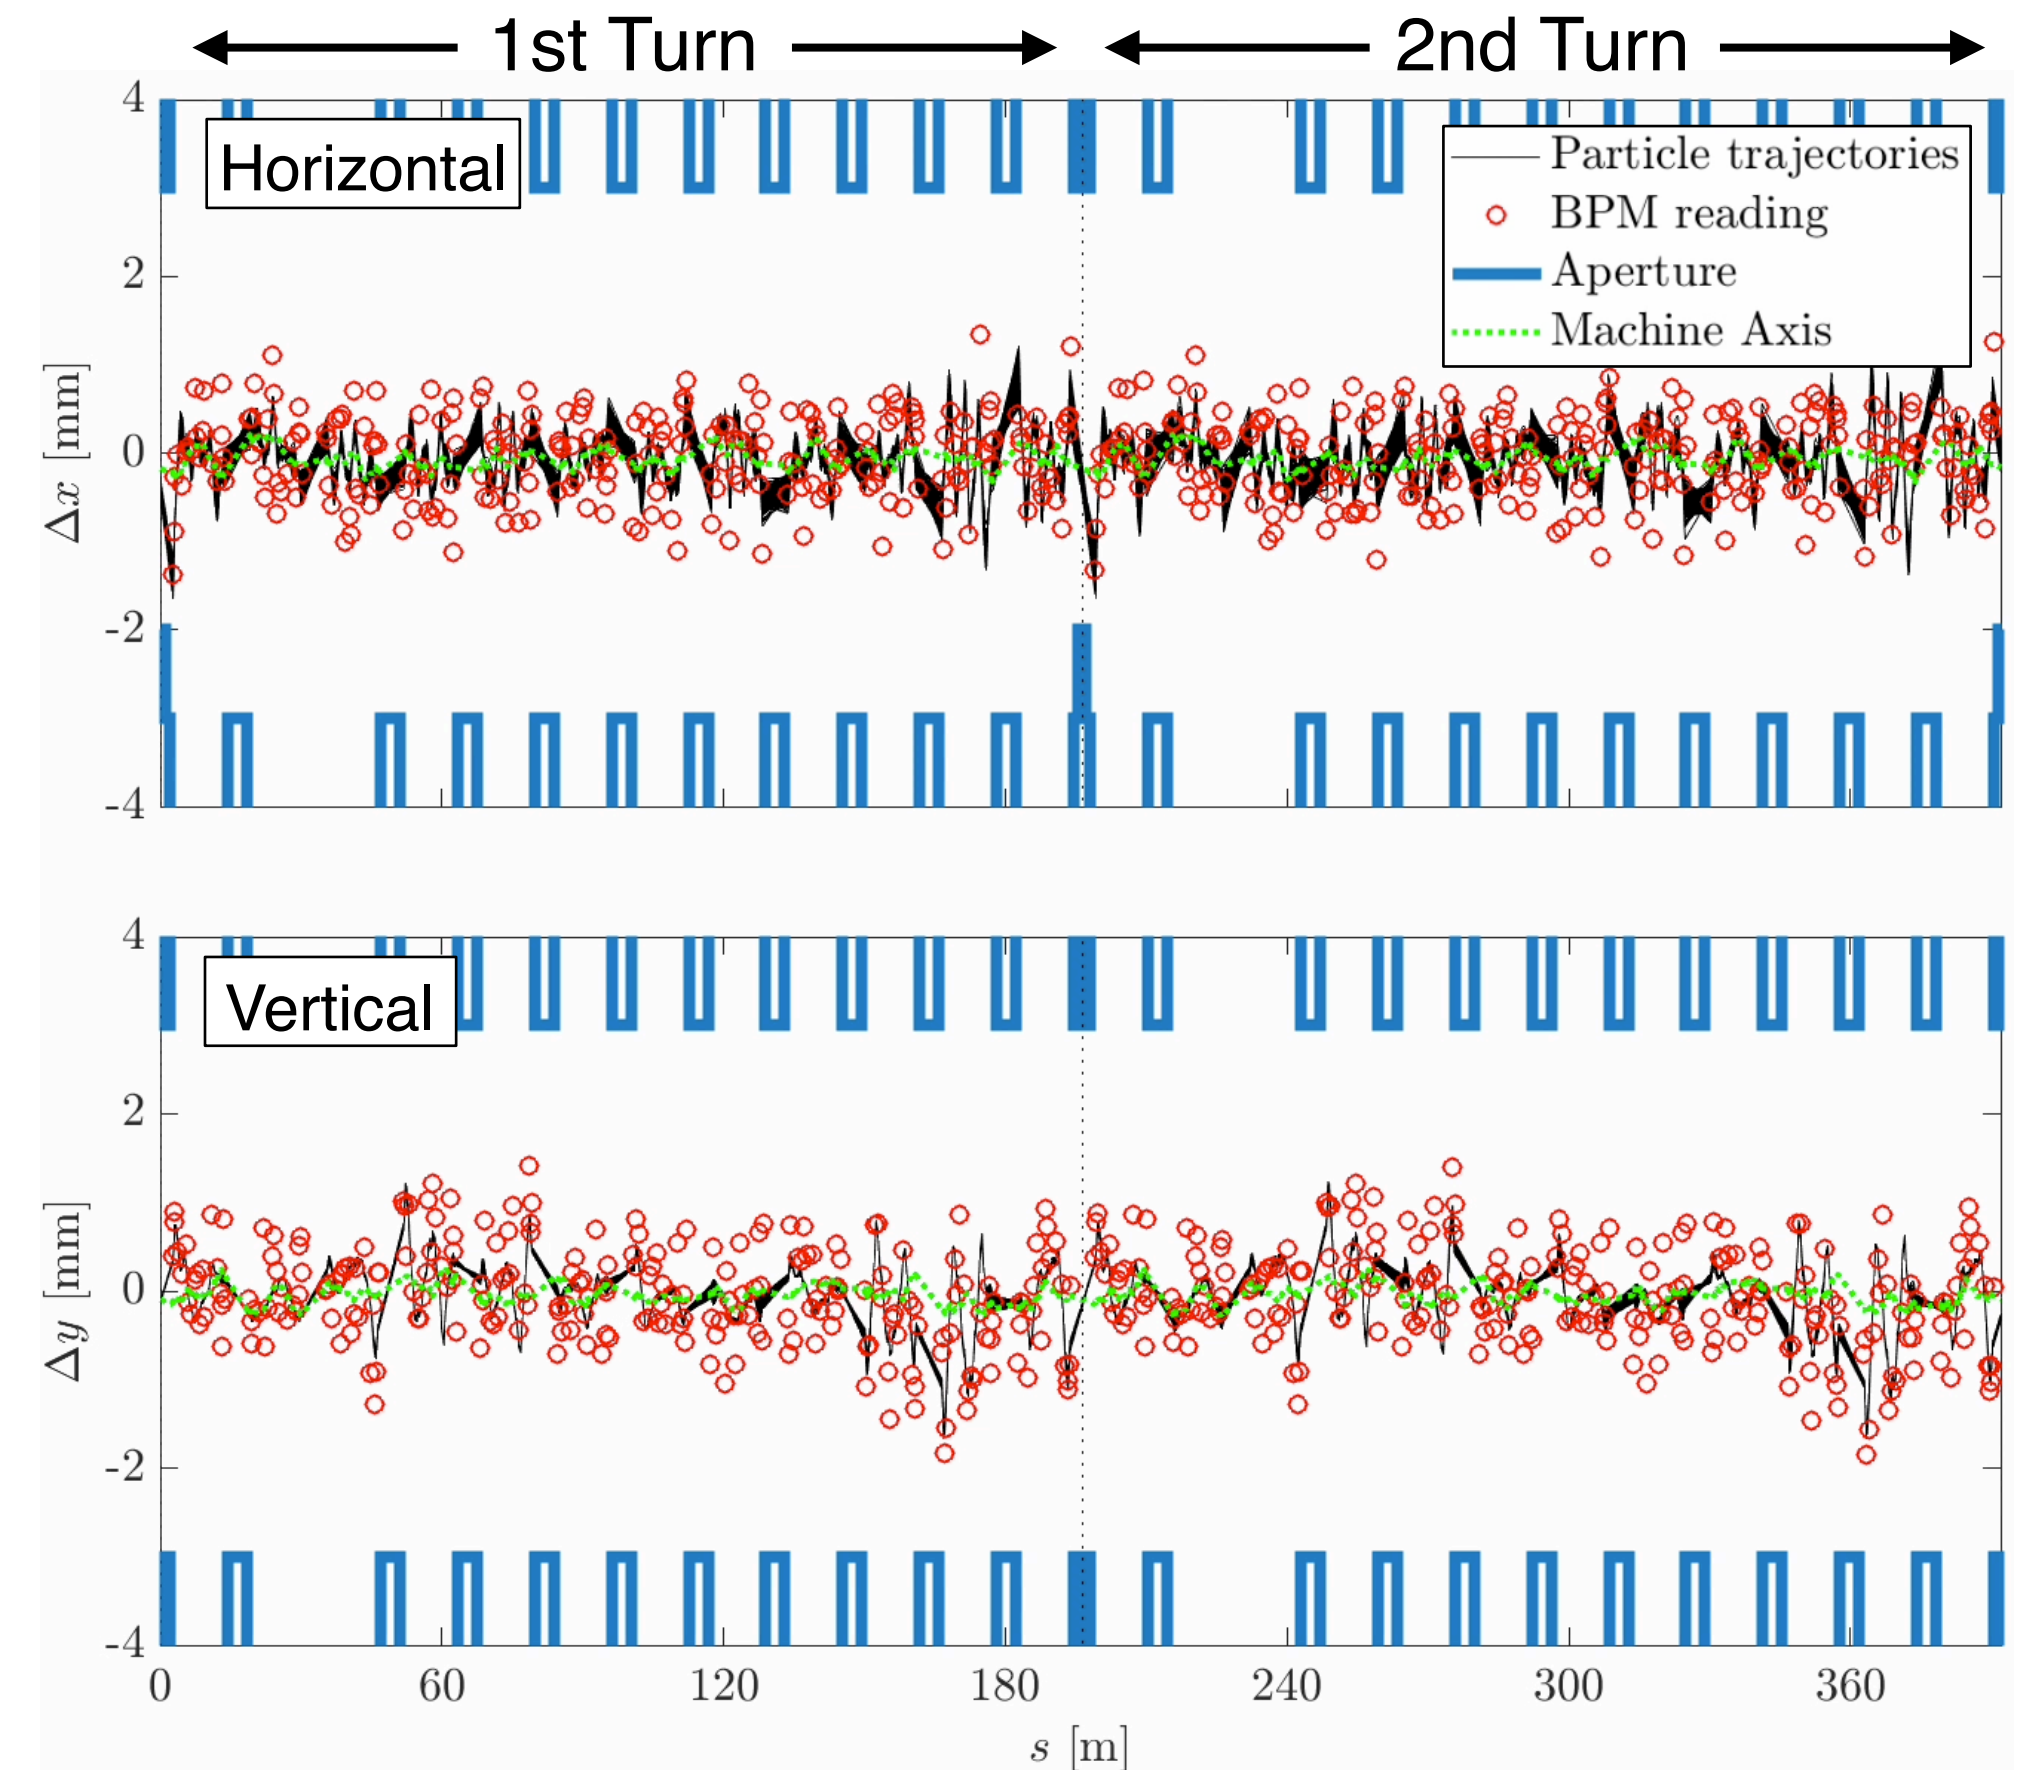 1st Turn 2nd Turn
4
Horizontal
Particle trajectories
BPM reading
Aperture
Machine Axis
2
0
-2
-4
Δx [mm]
4
Vertical
2
0
-2
-4
Δy [mm]
0 60 120 180 240 300 360
s [m]